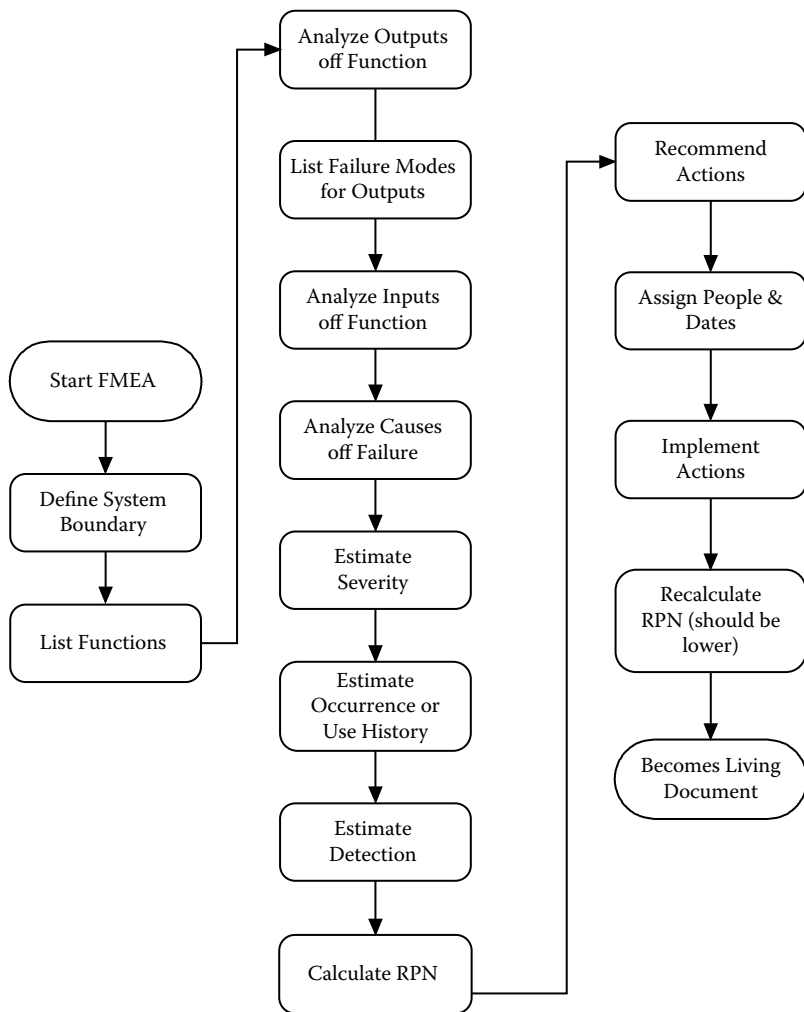 Start FMEA
Define System
Boundary
List Functions
Analyze Outputs
off Function
List Failure Modes
for Outputs
Analyze Inputs
off Function
Analyze Causes
off Failure
Estimate
Severity
Estimate
Occurrence or
Use History
Estimate
Detection
Calculate RPN
Recommend
Actions
Assign People &
Dates
Implement
Actions
Recalculate
RPN (should be
lower)
Becomes Living
Document